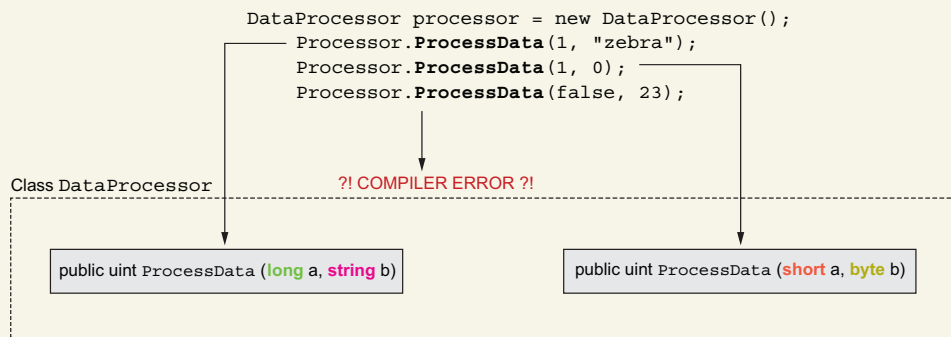 DataProcessor processor = new DataProcessor();
Processor.ProcessData(1, "zebra");
Processor.ProcessData(1, 0);
Processor.ProcessData(false, 23);
Class DataProcessor
?! COMPILER ERROR ?!
public uint ProcessData (long a, string b)
public uint ProcessData (short a, byte b)